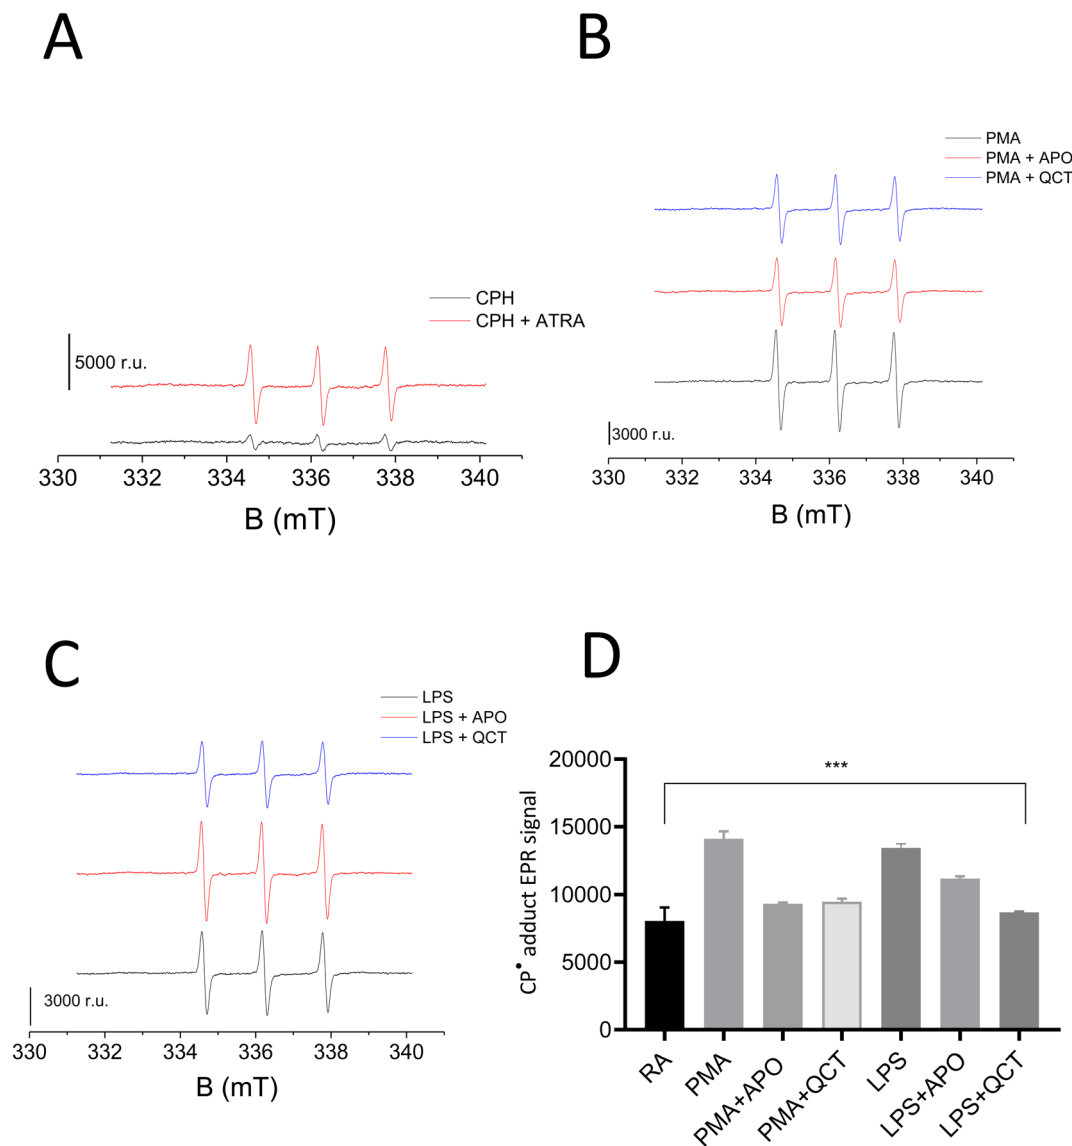 A
CPH
CPH + ATRA
5000 r.u.
330 332 334 336 338 340
B (mT)
B
PMA
PMA + APO
PMA + QCT
3000 r.u.
330 332 334 336 338 340
B (mT)
C
LPS
LPS + APO
LPS + QCT
3000 r.u.
330 332 334 336 338 340
B (mT)
D
CP• adduct EPR signal
20000
15000
10000
5000
0
***
RA
PMA
PMA+APO
PMA+QCT
LPS
LPS+APO
LPS+QCT